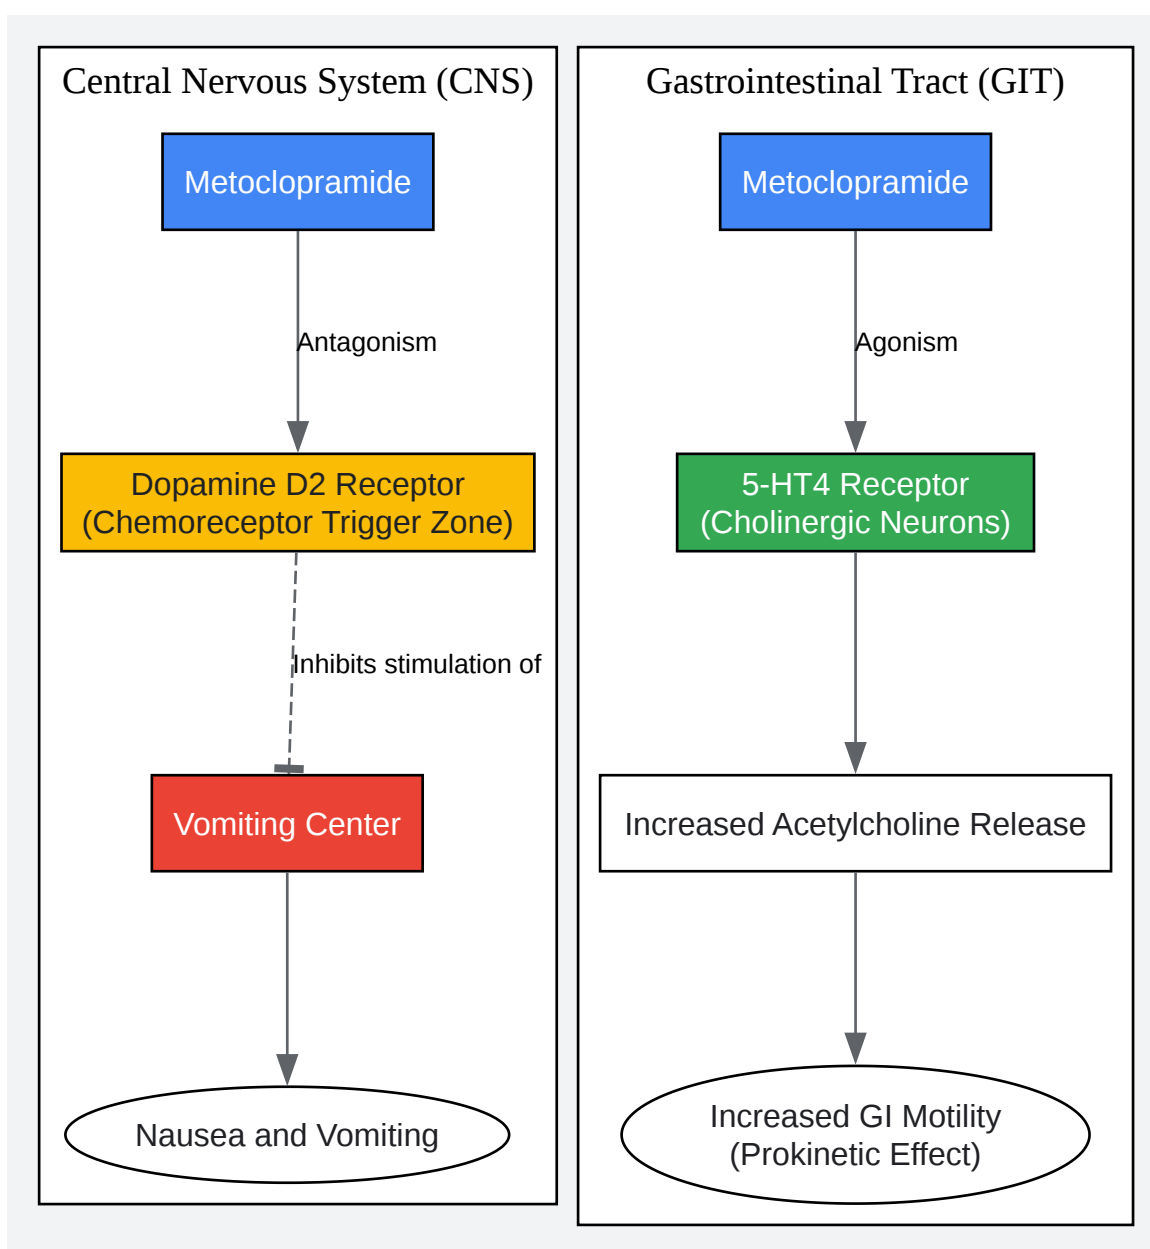 Central Nervous System (CNS)
Metoclopramide
Antagonism
Dopamine D2 Receptor
(Chemoreceptor Trigger Zone)
Inhibits stimulation of
Vomiting Center
Nausea and Vomiting
Gastrointestinal Tract (GIT)
Metoclopramide
Agonism
5-HT4 Receptor
(Cholinergic Neurons)
Increased Acetylcholine Release
Increased GI Motility
(Prokinetic Effect)